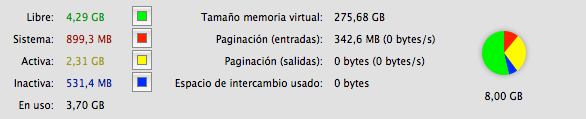 Libre: 4,29 GB Tamaño memoria virtual: 275,68 GB
Sistema: 899,3 MB Paginación (entradas): 342,6 MB (0 bytes/s)
Activa: 2,31 GB Paginación (salidas): 0 bytes (0 bytes/s)
Inactiva: 531,4 MB Espacio de intercambio usado: 0 bytes
En uso: 3,70 GB 8,00 GB